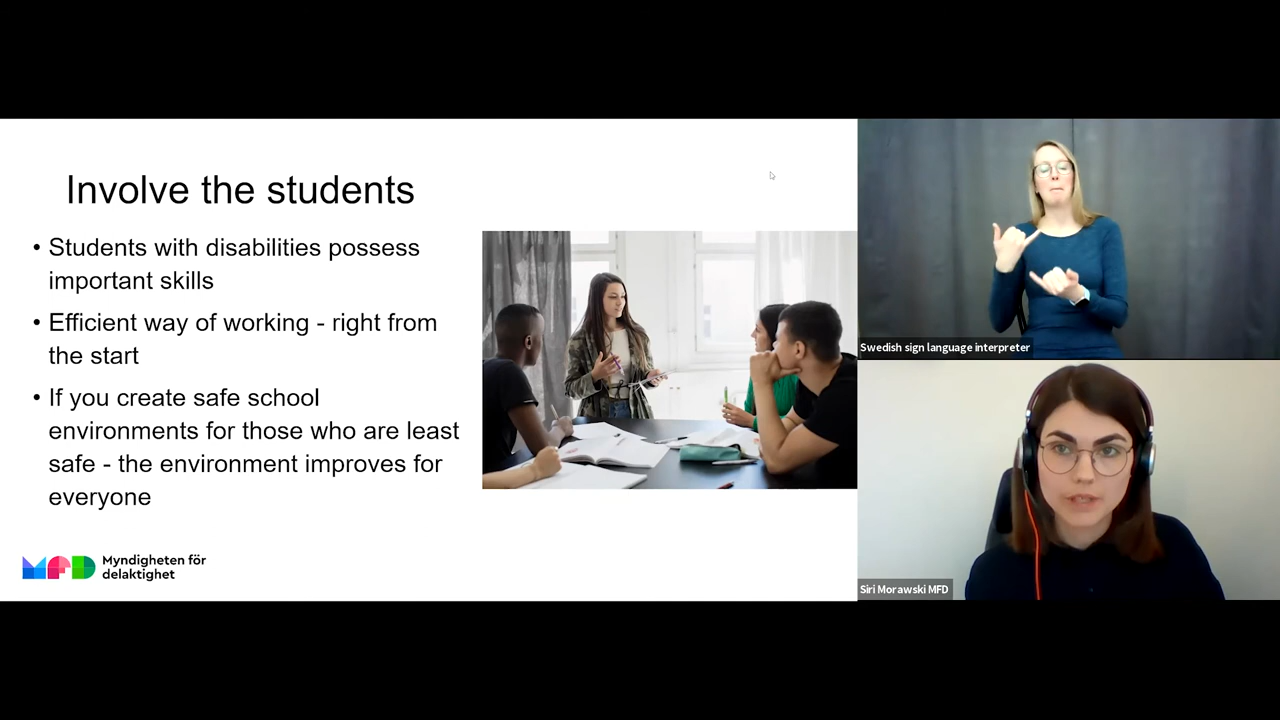 Involve the students
• Students with disabilities possess
important skills
• Efficient way of working - right from
the start
• If you create safe school
environments for those who are least
safe - the environment improves for
everyone
MFD Myndigheten för
delaktighet
Swedish sign language interpreter
Siri Morawski MFD